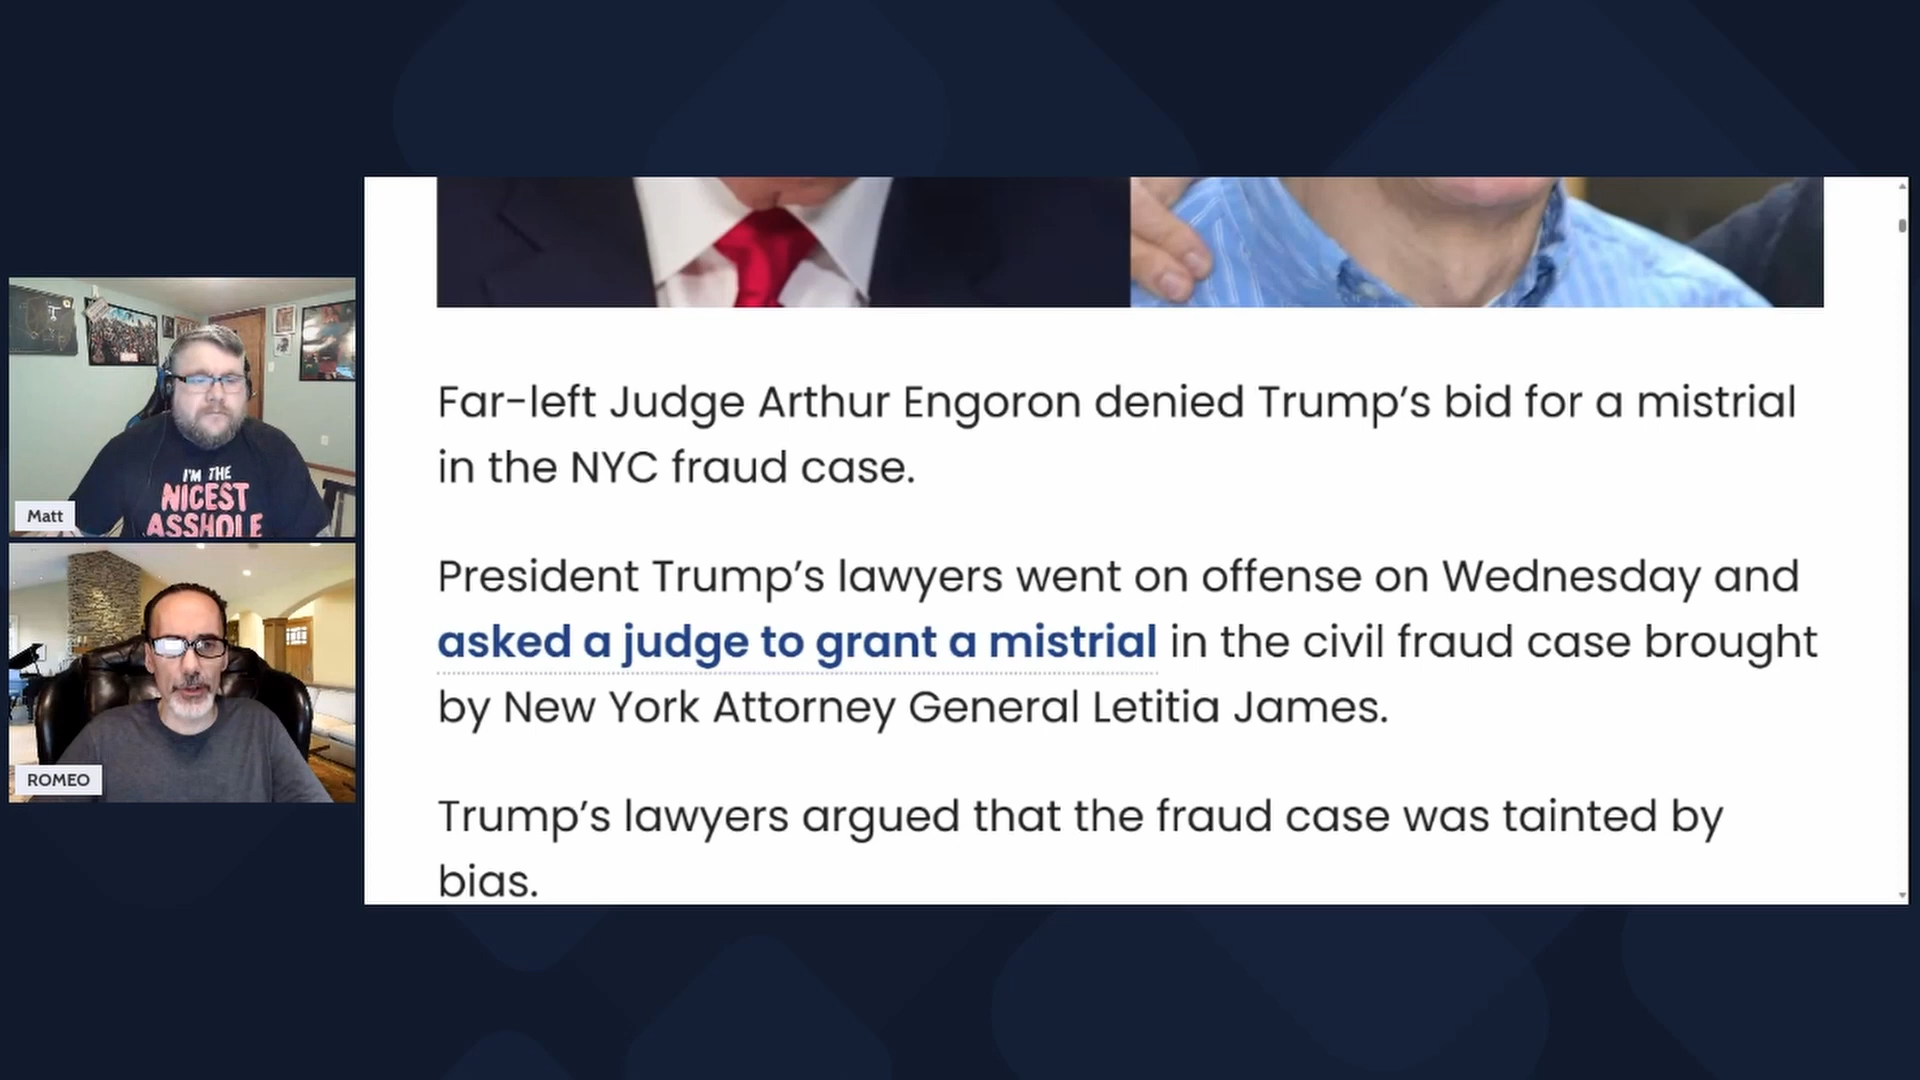 I'M THE
NICEST
ASSHOLE
Matt
ROMEO
Far-left Judge Arthur Engoron denied Trump's bid for a mistrial
in the NYC fraud case.
President Trump's lawyers went on offense on Wednesday and
asked a judge to grant a mistrial in the civil fraud case brought
by New York Attorney General Letitia James.
Trump's lawyers argued that the fraud case was tainted by
bias.